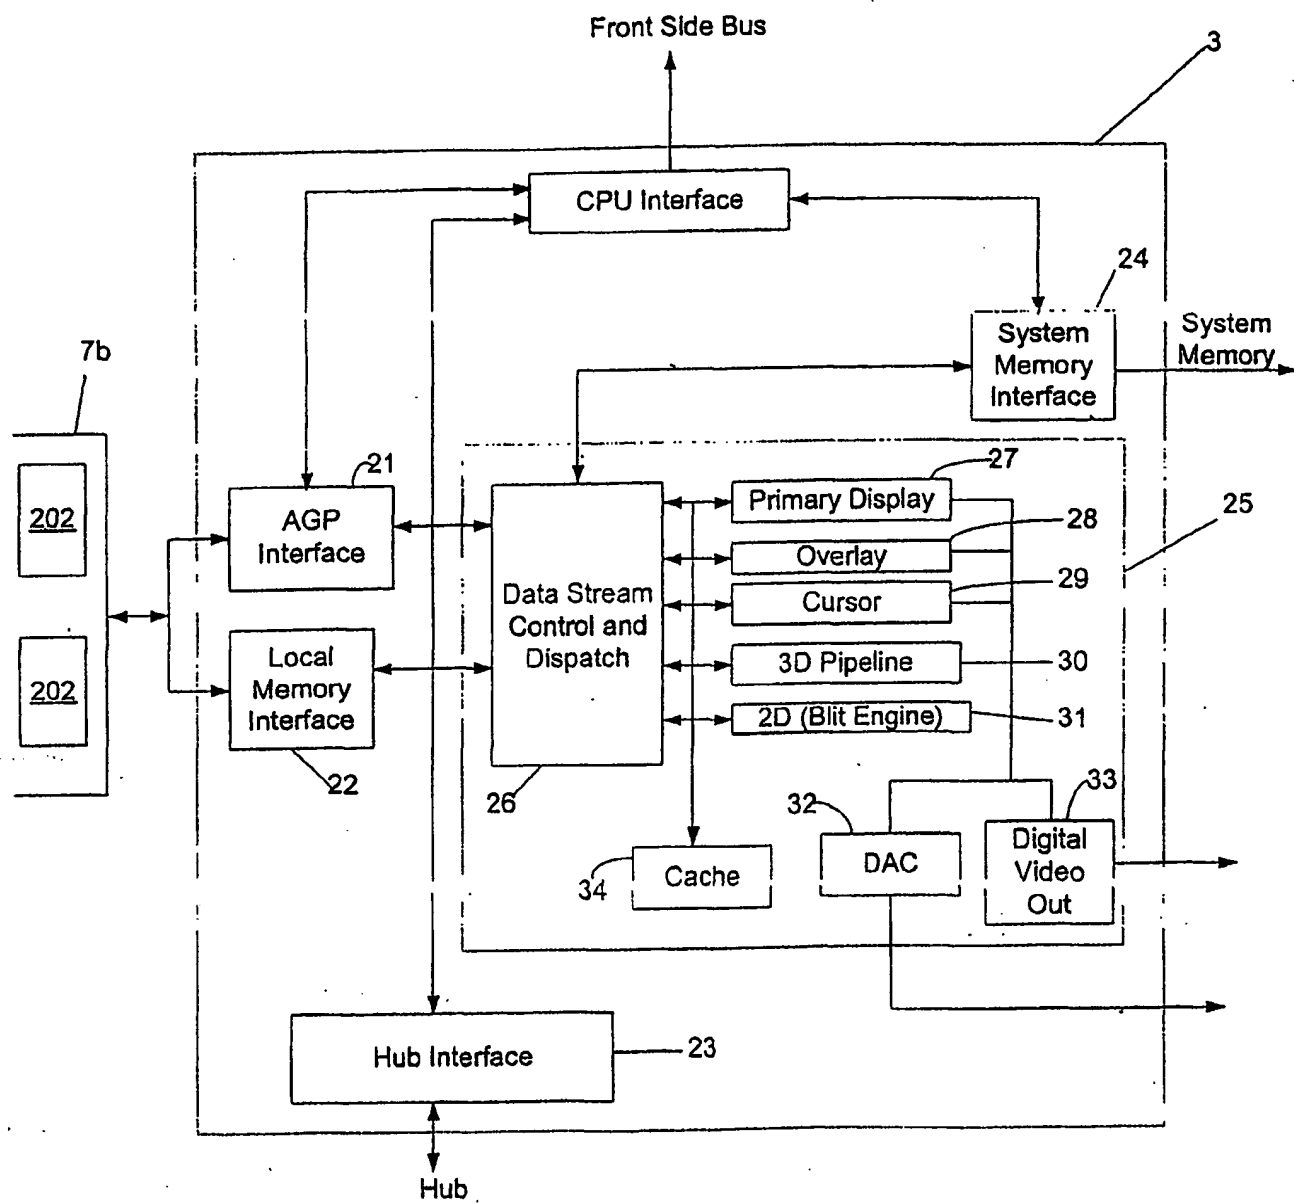 Front Side Bus
3
CPU Interface
24
System
Memory
Interface
System
Memory
7b
202
202
21
AGP
Interface
Local
Memory
Interface
22
Data Stream
Control and
Dispatch
26
27
Primary Display
28
Overlay
25
29
Cursor
3D Pipeline
30
2D (Blit Engine)
31
32
33
DAC
Digital
Video
Out
34
Cache
Hub Interface
23
Hub